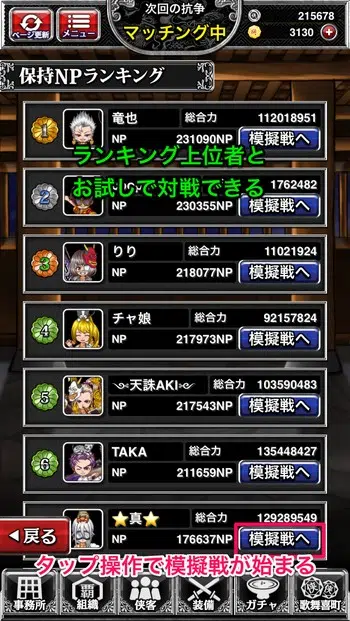 次回の抗争
マッチング中
ページ更新
メニュー
215678
3130
保持NPランキング
1
竜也
総合力
112018951
NP
231090NP
模擬戦へ
ランキング上位者と
お試しで対戦できる
2
1762482
NP
230355NP
模擬戦へ
3
りり
総合力
11021924
NP
218077NP
模擬戦へ
4
チャ娘
総合力
92157824
NP
217973NP
模擬戦へ
5
天誅AKI
総合力
103590483
NP
217543NP
模擬戦へ
6
TAKA
総合力
135448427
NP
211659NP
模擬戦へ
★真★
総合力
129289549
NP
176637NP
模擬戦へ
戻る
タップ操作で模擬戦が始まる
事務所
覇
組織
侠客
装備
ガチャ
歌舞喜町